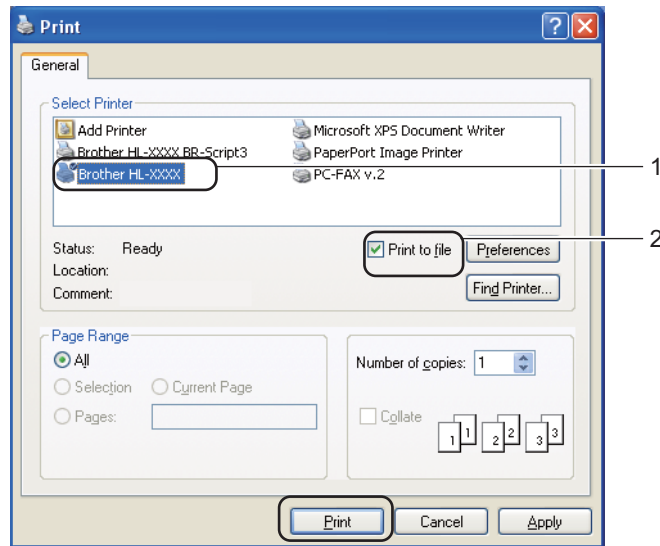 Print
General
Select Printer
Add Printer
Microsoft XPS Document Writer
Brother HL-XXXX BR-Script3
PaperPort Image Printer
Brother HL-XXXX
PC-FAX v.2
1
Status: Ready
Print to file
Preferences
2
Location:
Comment:
Find Printer...
Page Range
All
Number of copies: 1
Selection
Current Page
Pages:
Collate
1 1 2 2 3 3
Print
Cancel
Apply